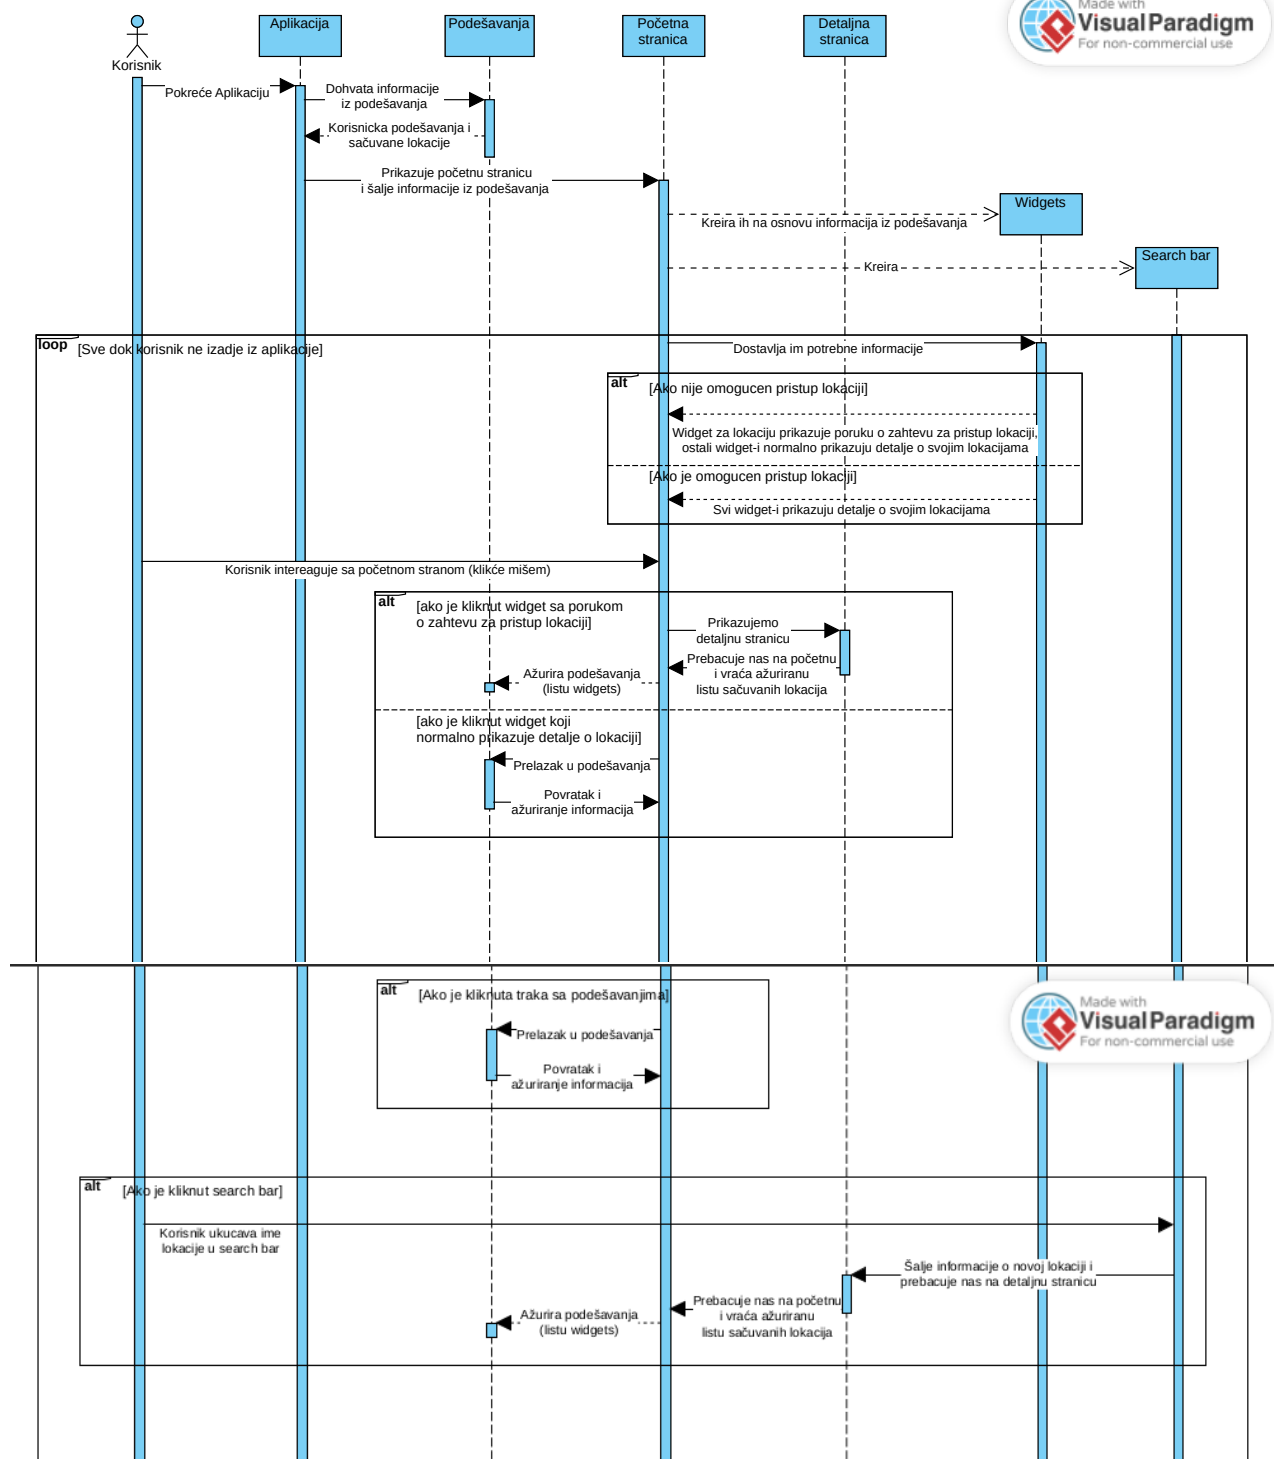 Made with
Visual Paradigm
For non-commercial use
Aplikacija
Podešavanja
Početna
stranica
Detaljna
stranica
Korisnik
Pokreće Aplikaciju
Dohvata informacije
iz podešavanja
Korisnicka podešavanja i
sačuvane lokacije
Prikazuje početnu stranicu
i šalje informacije iz podešavanja
Widgets
Kreira ih na osnovu informacija iz podešavanja
Search bar
Kreira
loop
[Sve dok korisnik ne izadje iz aplikacije]
Dostavlja im potrebne informacije
alt
[Ako nije omogucen pristup lokaciji]
Widget za lokaciju prikazuje poruku o zahtevu za pristup lokaciji,
ostali widget-i normalno prikazuju detalje o svojim lokacijama
[Ako je omogucen pristup lokaciji]
Svi widget-i prikazuju detalje o svojim lokacijama
Korisnik intereaguje sa početnom stranom (klikće mišem)
alt
[ako je kliknut widget sa porukom
o zahtevu za pristup lokaciji]
Prikazujemo
detaljnu stranicu
Prebacuje nas na početnu
i vraća ažuriranu
listu sačuvanih lokacija
Ažurira podešavanja
(listu widgets)
[ako je kliknut widget koji
normalno prikazuje detalje o lokaciji]
Prelazak u podešavanja
Povratak i
ažuriranje informacija
alt
[Ako je kliknuta traka sa podešavanjima]
Made with
Visual Paradigm
For non-commercial use
Prelazak u podešavanja
Povratak i
ažuriranje informacija
alt
[Ako je kliknut search bar]
Korisnik ukucava ime
lokacije u search bar
Šalje informacije o novoj lokaciji i
prebacuje nas na detaljnu stranicu
Prebacuje nas na početnu
i vraća ažuriranu
listu sačuvanih lokacija
Ažurira podešavanja
(listu widgets)